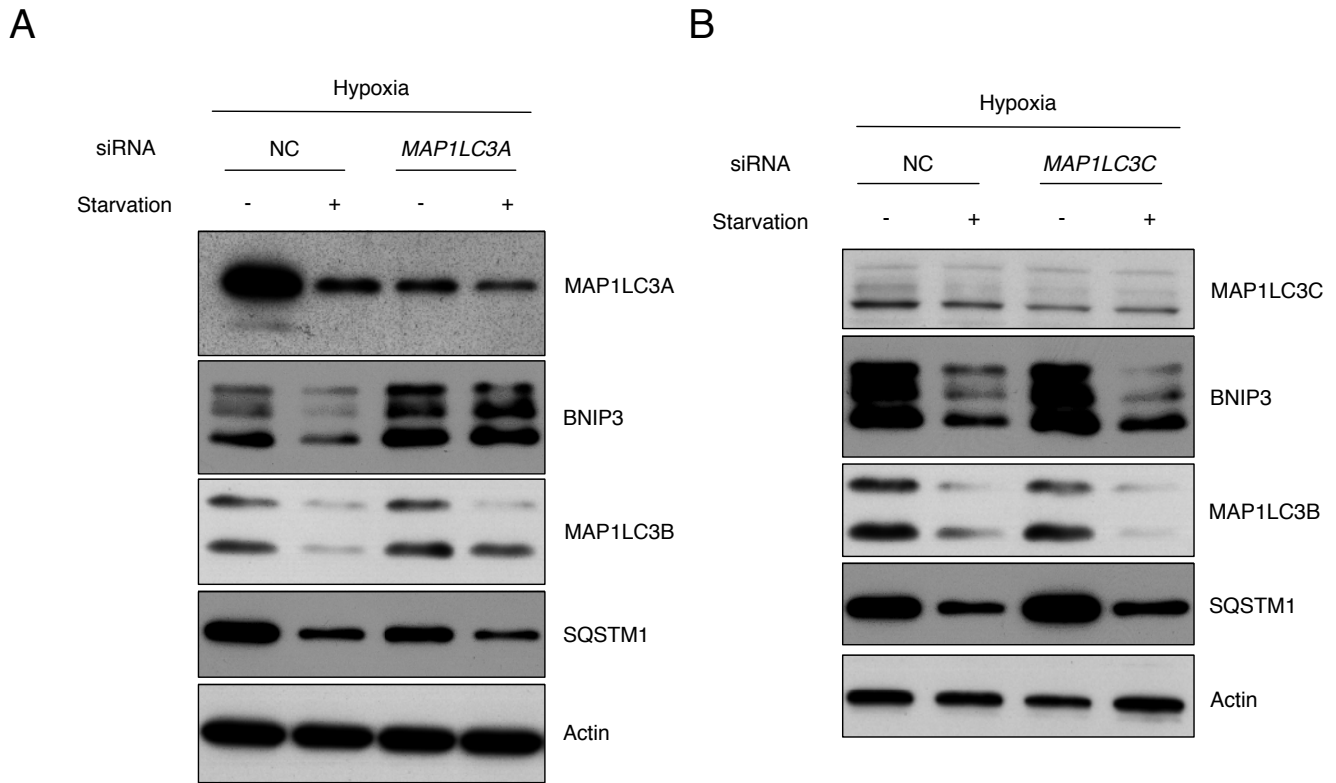 A
Hypoxia
siRNA NC MAP1LC3A
Starvation - + - +
MAP1LC3A
BNIP3
MAP1LC3B
SQSTM1
Actin
B
Hypoxia
siRNA NC MAP1LC3C
Starvation - + - +
MAP1LC3C
BNIP3
MAP1LC3B
SQSTM1
Actin